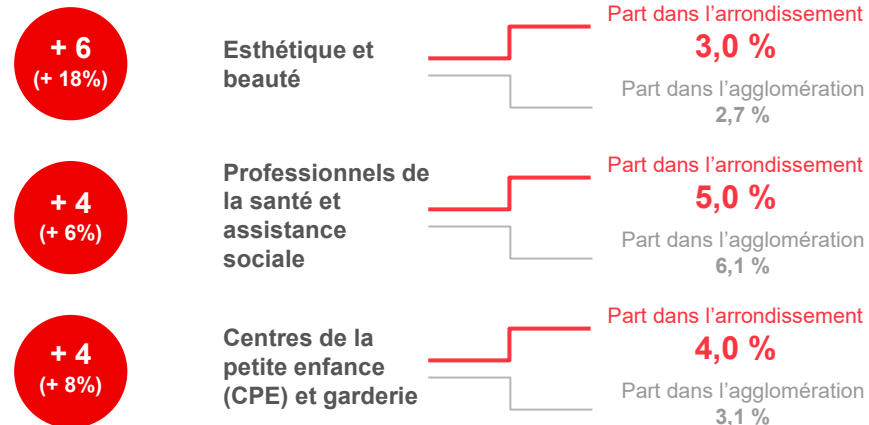 + 6
(+ 18%)
Esthétique et
beauté
Part dans l’arrondissement
3,0 %
Part dans l’agglomération
2,7 %
+ 4
(+ 6%)
Professionnels de
la santé et
assistance
sociale
Part dans l’arrondissement
5,0 %
Part dans l’agglomération
6,1 %
+ 4
(+ 8%)
Centres de la
petite enfance
(CPE) et garderie
Part dans l’arrondissement
4,0 %
Part dans l’agglomération
3,1 %